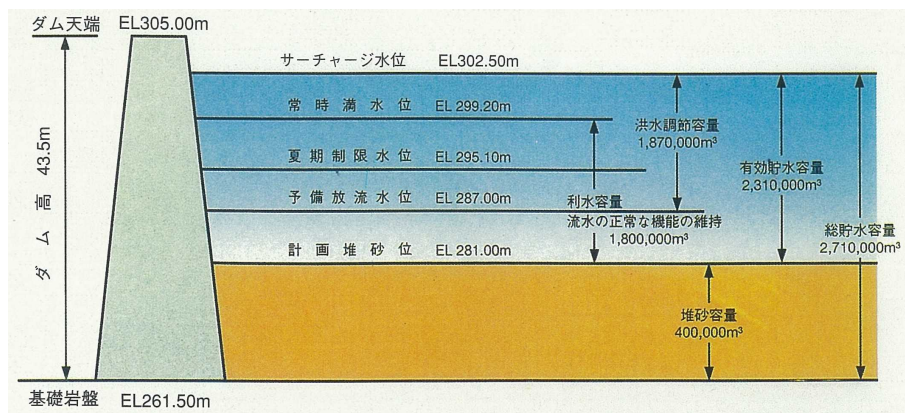 ダム天端 EL305.00m
サーチャージ水位 EL302.50m
常時満水位 EL 299.20m
洪水調節容量
1,870,000m³
夏期制限水位 EL 295.10m
有効貯水容量
2,310,000m³
ダム高 43.5m
予備放流水位 EL 287.00m
利水容量
流水の正常な機能の維持
1,800,000m³
総貯水容量
2,710,000m³
計画堆砂位 EL 281.00m
堆砂容量
400,000m³
基礎岩盤 EL261.50m